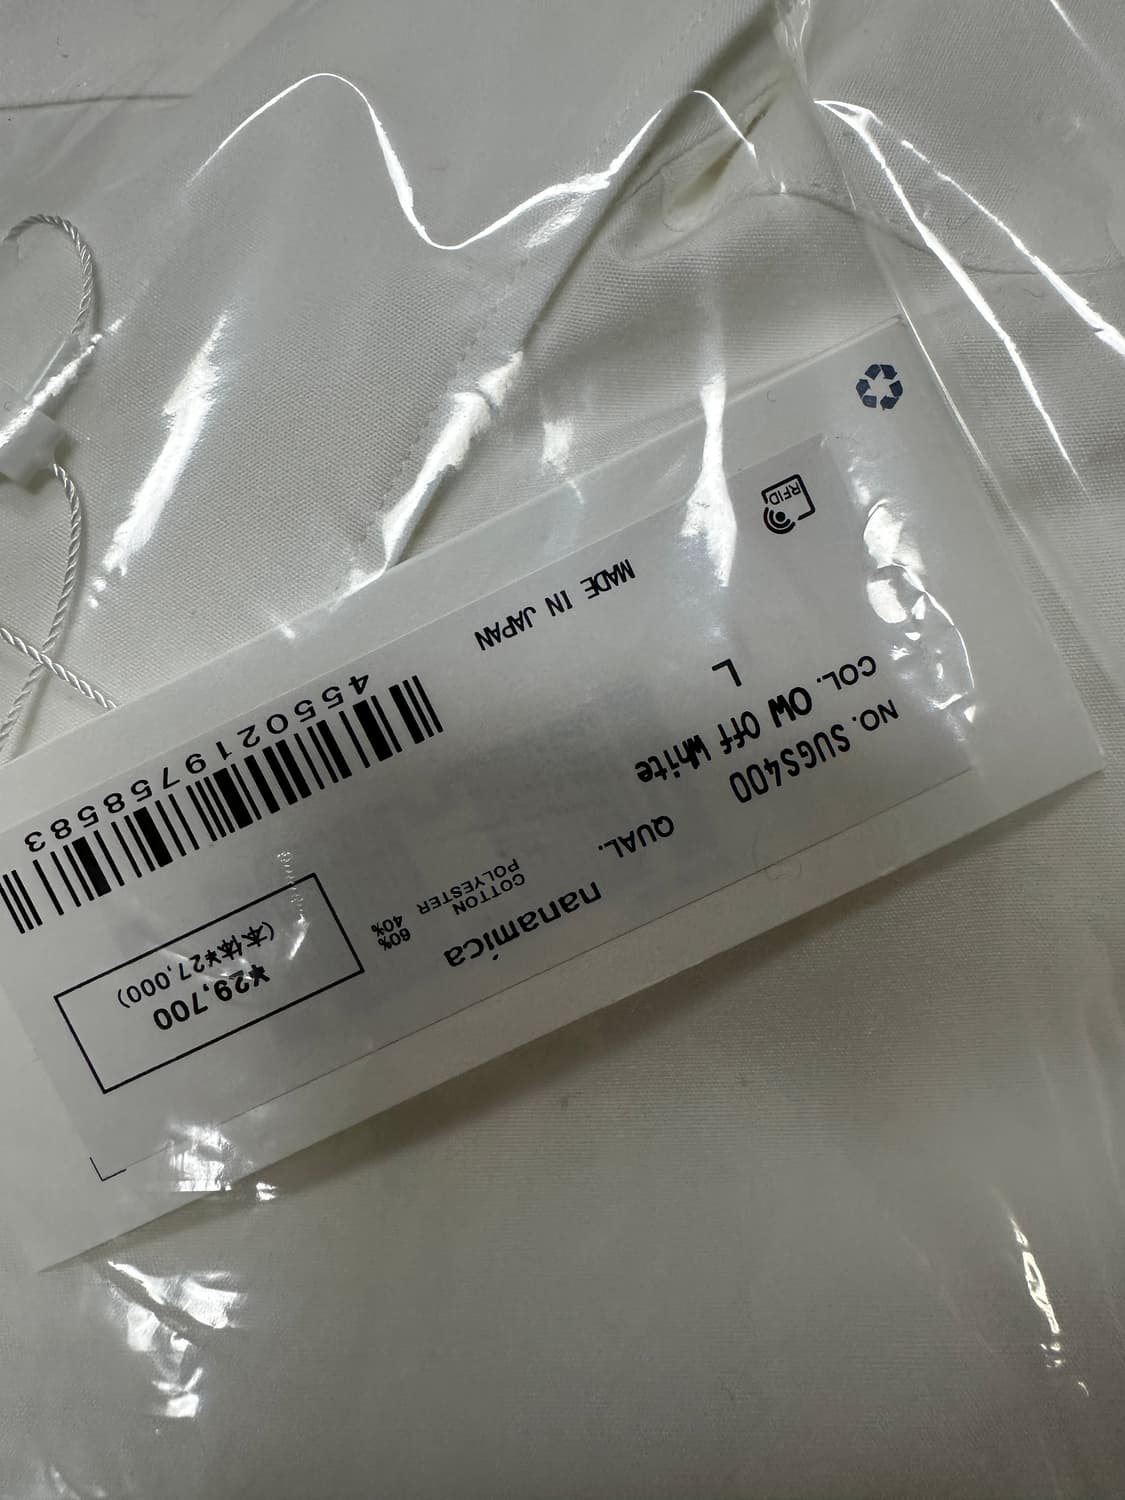 nanamica
QUAL.
COTTON 60%
POLYESTER 40%
NO. SUGS400
COL. OW Off White
L
MADE IN JAPAN
RFID
4550219758583
¥29,700
(本体¥27,000)